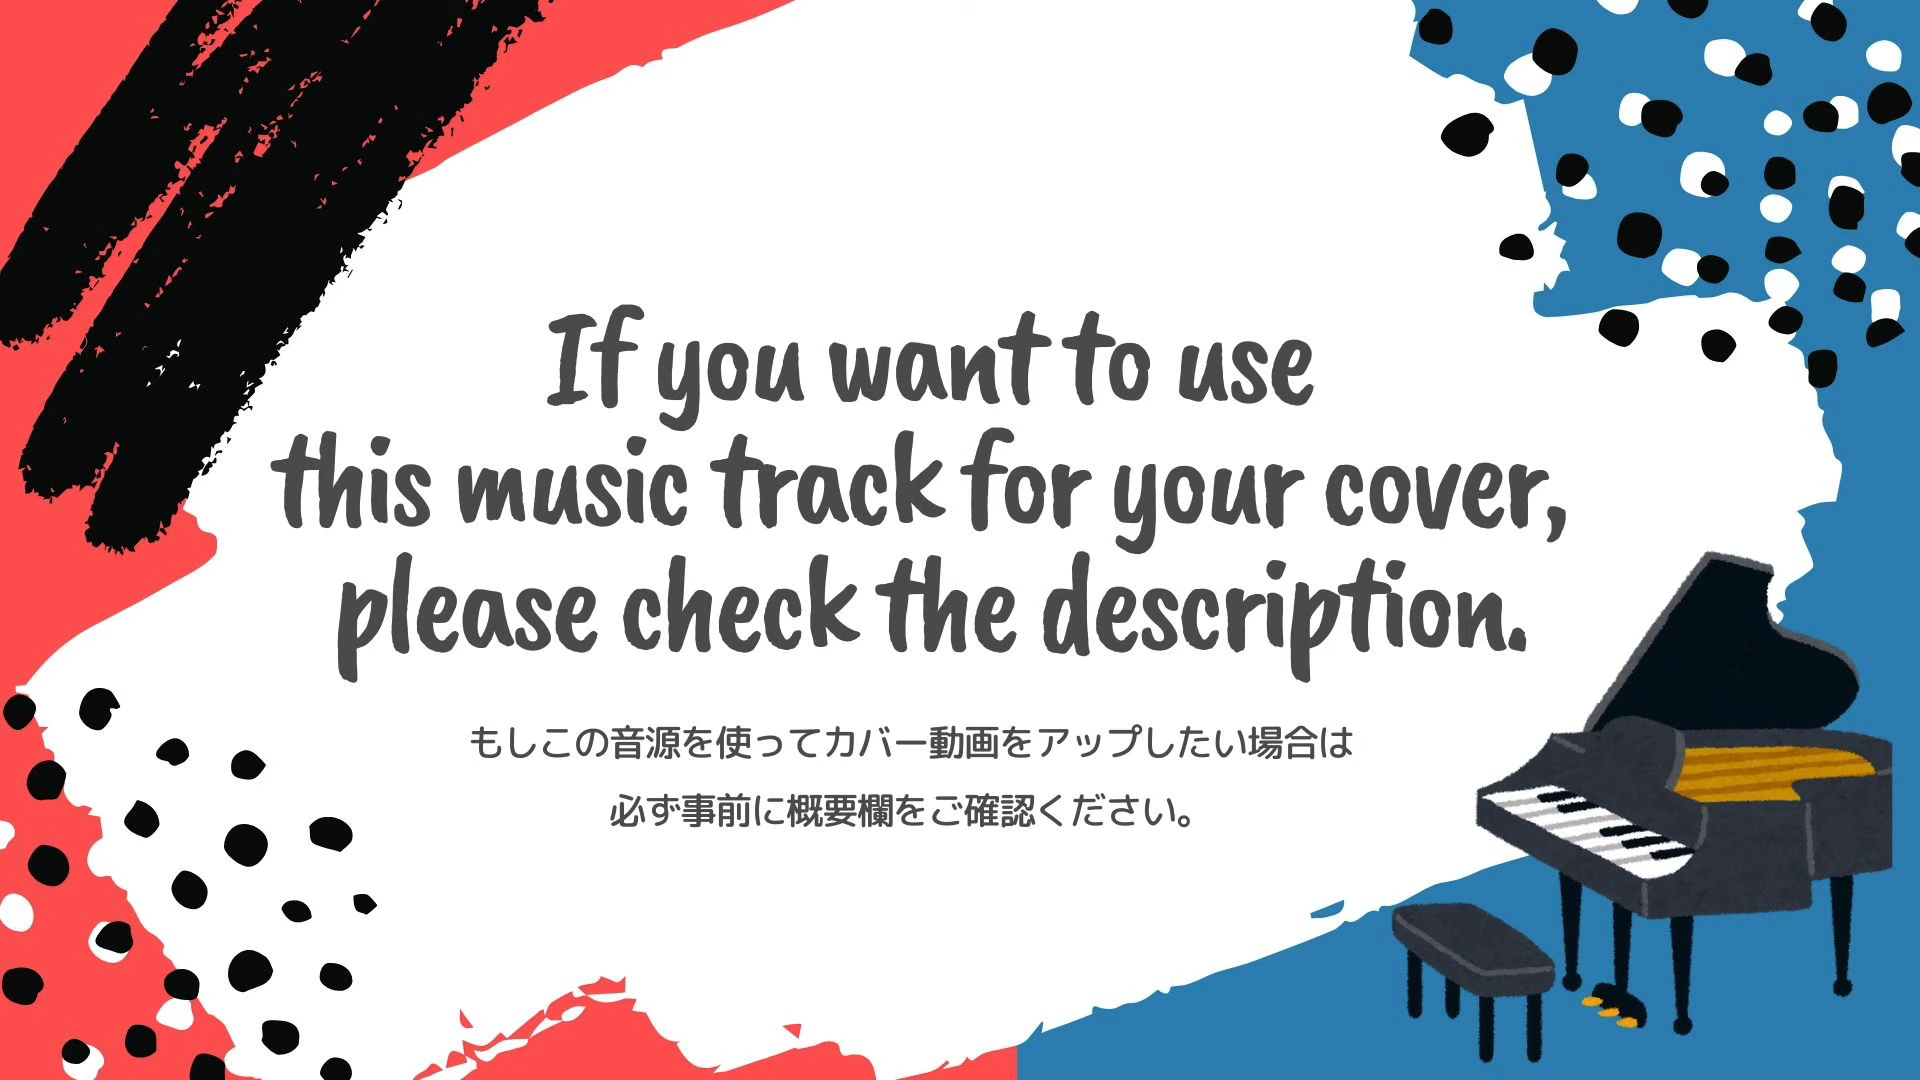 If you want to use
this music track for your cover,
please check the description.
もしこの音源を使ってカバー動画をアップしたい場合は
必ず事前に概要欄をご確認ください。